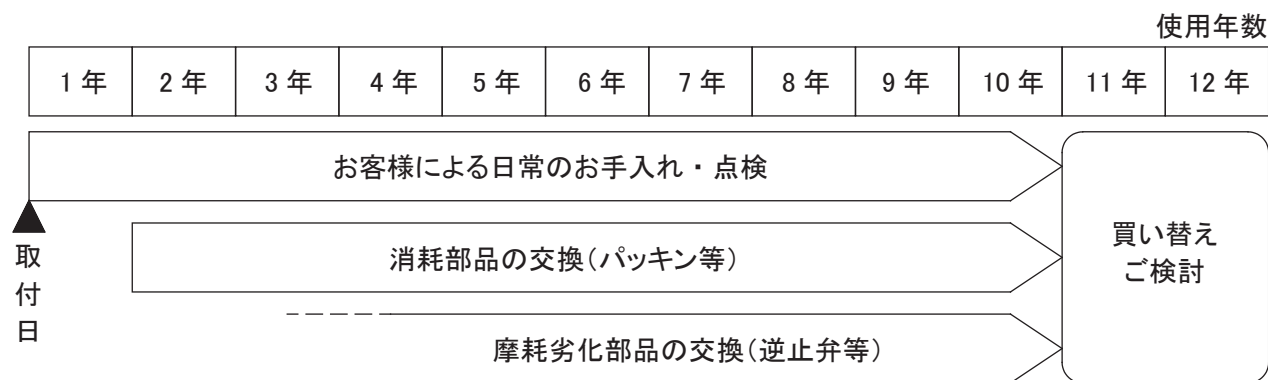 使用年数
1年 2年 3年 4年 5年 6年 7年 8年 9年 10年 11年 12年
お客様による日常のお手入れ・点検
取付日
消耗部品の交換(パッキン等)
買い替え
ご検討
摩耗劣化部品の交換(逆止弁等)